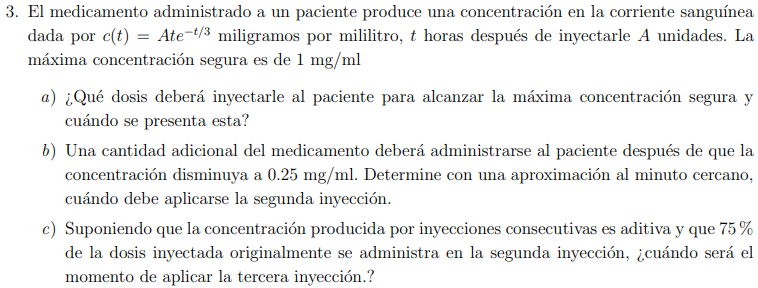 3. El medicamento administrado a un paciente produce una concentración en la corriente sanguínea
dada por c(t) = Ate^{-t/3} miligramos por mililitro, t horas después de inyectarle A unidades. La
máxima concentración segura es de 1 mg/ml
a) ¿Qué dosis deberá inyectarle al paciente para alcanzar la máxima concentración segura y
cuándo se presenta esta?
b) Una cantidad adicional del medicamento deberá administrarse al paciente después de que la
concentración disminuya a 0.25 mg/ml. Determine con una aproximación al minuto cercano,
cuándo debe aplicarse la segunda inyección.
c) Suponiendo que la concentración producida por inyecciones consecutivas es aditiva y que 75 %
de la dosis inyectada originalmente se administra en la segunda inyección, ¿cuándo será el
momento de aplicar la tercera inyección.?